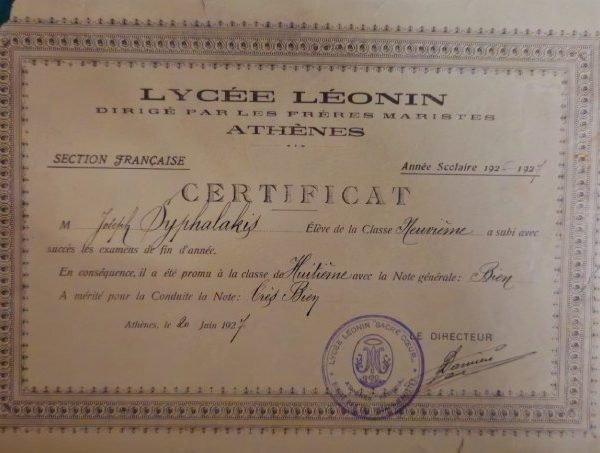 LYCÉE LÉONIN
DIRIGÉ PAR LES FRÈRES MARISTES
ATHÈNES
SECTION FRANÇAISE
Année Scolaire 1926-1927
CERTIFICAT
M Joseph Syphalakis Élève de la Classe Neuvième a subi avec
succès les examens de fin d'année.
En conséquence, il a été promu à la classe de Huitième avec la Note générale: Bien
A mérité pour la Conduite la Note: Très Bien
Athènes, le 20 Juin 1927
LE DIRECTEUR
LYCÉE LÉONIN "SACRÉ CŒUR"